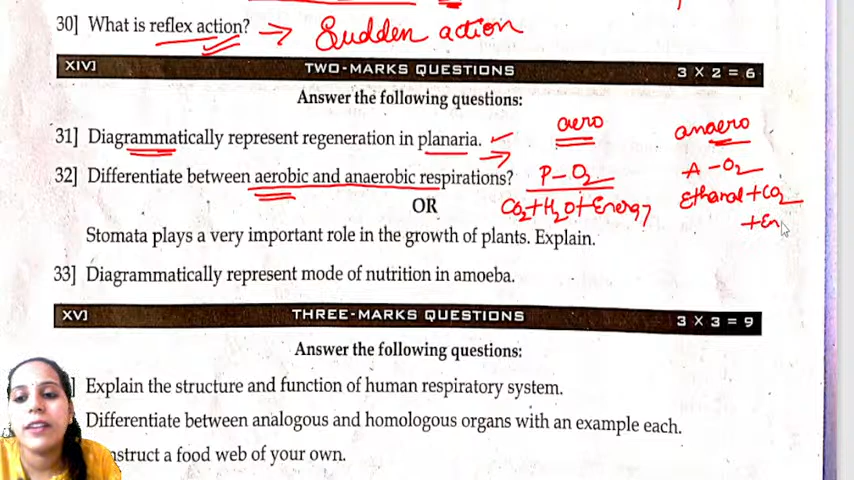 30] What is reflex action? → Sudden action
XIV] TWO-MARKS QUESTIONS 3 X 2 = 6
Answer the following questions:
31] Diagrammatically represent regeneration in planaria.
aero
anaero
32] Differentiate between aerobic and anaerobic respirations?
P - O2
A - O2
CO2+H2O+Energy
Ethanol + CO2
+En
OR
Stomata plays a very important role in the growth of plants. Explain.
33] Diagrammatically represent mode of nutrition in amoeba.
XV] THREE-MARKS QUESTIONS 3 X 3 = 9
Answer the following questions:
] Explain the structure and function of human respiratory system.
Differentiate between analogous and homologous organs with an example each.
nstruct a food web of your own.